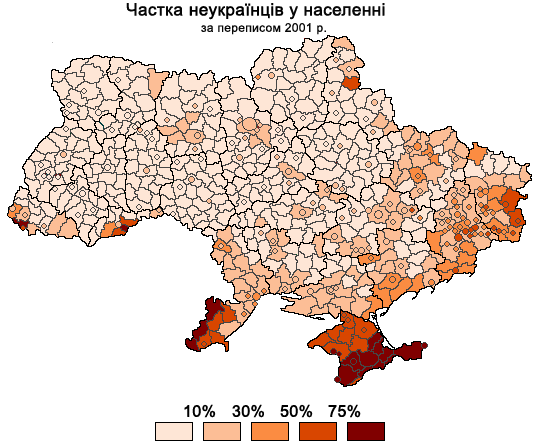 Частка неукраїнців у населенні
за переписом 2001 р.
10% 30% 50% 75%